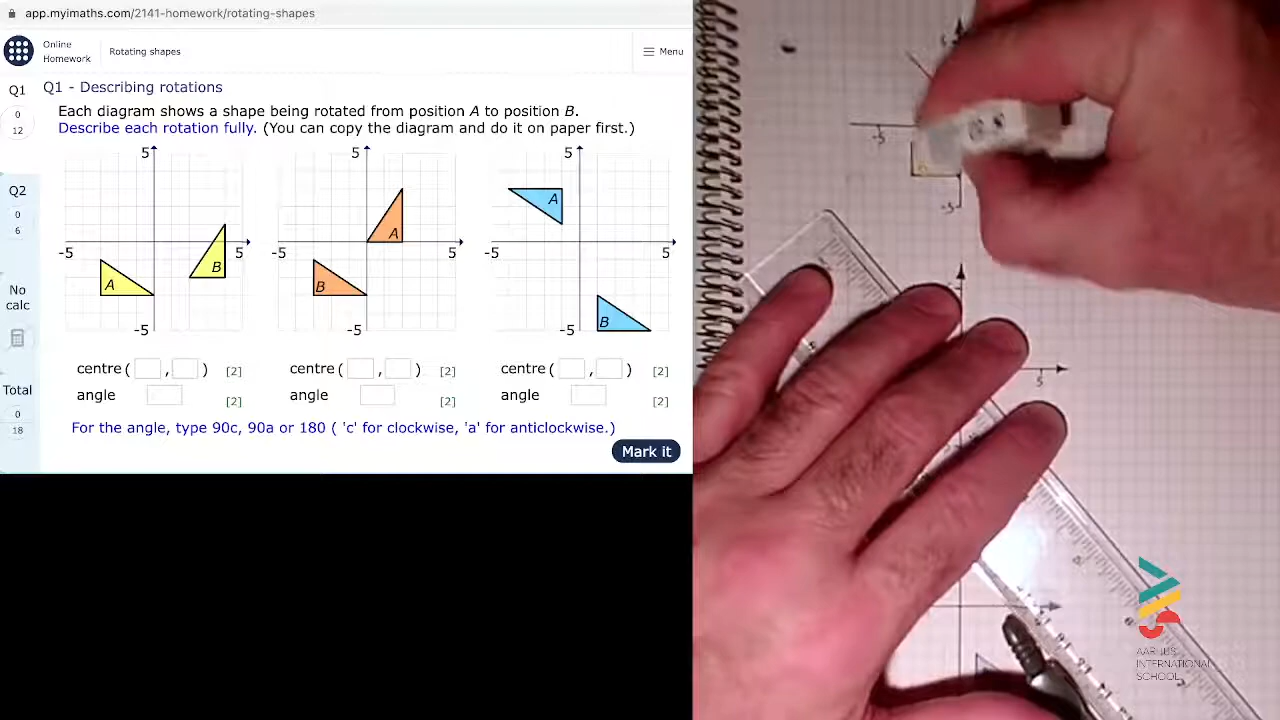 app.myimaths.com/2141-homework/rotating-shapes
Online
Homework
Rotating shapes
Menu
Q1
0
12
Q2
0
6
No
calc
Total
0
18
Q1 - Describing rotations
Each diagram shows a shape being rotated from position A to position B.
Describe each rotation fully. (You can copy the diagram and do it on paper first.)
5 5 5
A B A B A B
-5 5 -5 5 -5 5
-5 -5 -5
centre ( , ) [2] centre ( , ) [2] centre ( , ) [2]
angle [2] angle [2] angle [2]
For the angle, type 90c, 90a or 180 ( 'c' for clockwise, 'a' for anticlockwise.)
Mark it
-5
-5
5
AARHUS
INTERNATIONAL
SCHOOL